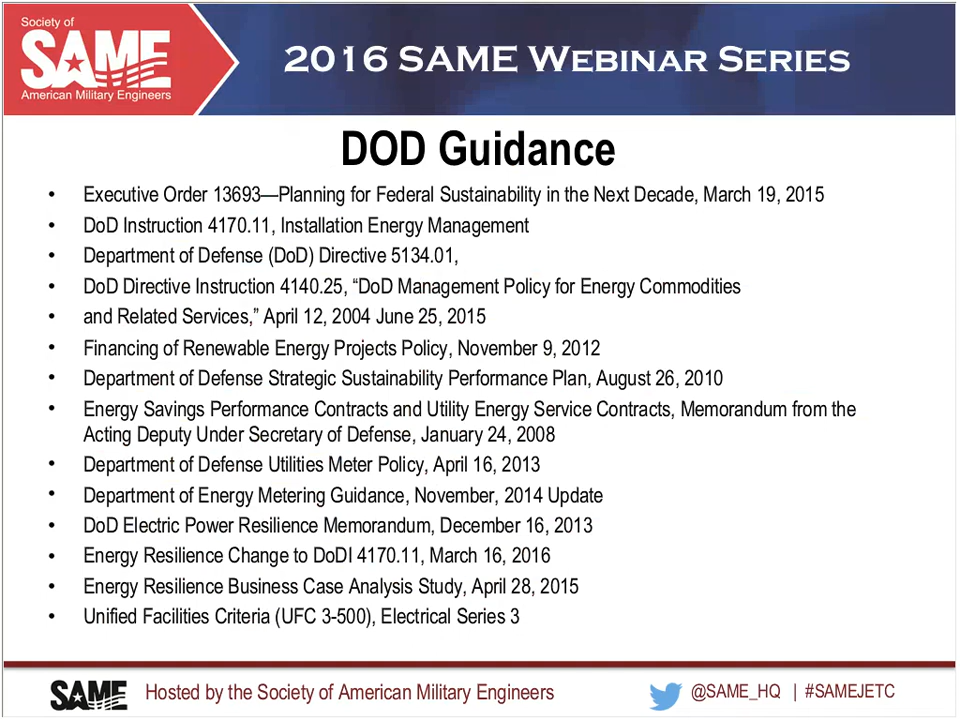 Society of
SAME
American Military Engineers
2016 SAME WEBINAR SERIES
DOD Guidance
• Executive Order 13693—Planning for Federal Sustainability in the Next Decade, March 19, 2015
• DoD Instruction 4170.11, Installation Energy Management
• Department of Defense (DoD) Directive 5134.01,
• DoD Directive Instruction 4140.25, “DoD Management Policy for Energy Commodities
• and Related Services,” April 12, 2004 June 25, 2015
• Financing of Renewable Energy Projects Policy, November 9, 2012
• Department of Defense Strategic Sustainability Performance Plan, August 26, 2010
• Energy Savings Performance Contracts and Utility Energy Service Contracts, Memorandum from the
Acting Deputy Under Secretary of Defense, January 24, 2008
• Department of Defense Utilities Meter Policy, April 16, 2013
• Department of Energy Metering Guidance, November, 2014 Update
• DoD Electric Power Resilience Memorandum, December 16, 2013
• Energy Resilience Change to DoDI 4170.11, March 16, 2016
• Energy Resilience Business Case Analysis Study, April 28, 2015
• Unified Facilities Criteria (UFC 3-500), Electrical Series 3
SAME Hosted by the Society of American Military Engineers @SAME_HQ | #SAMEJETC